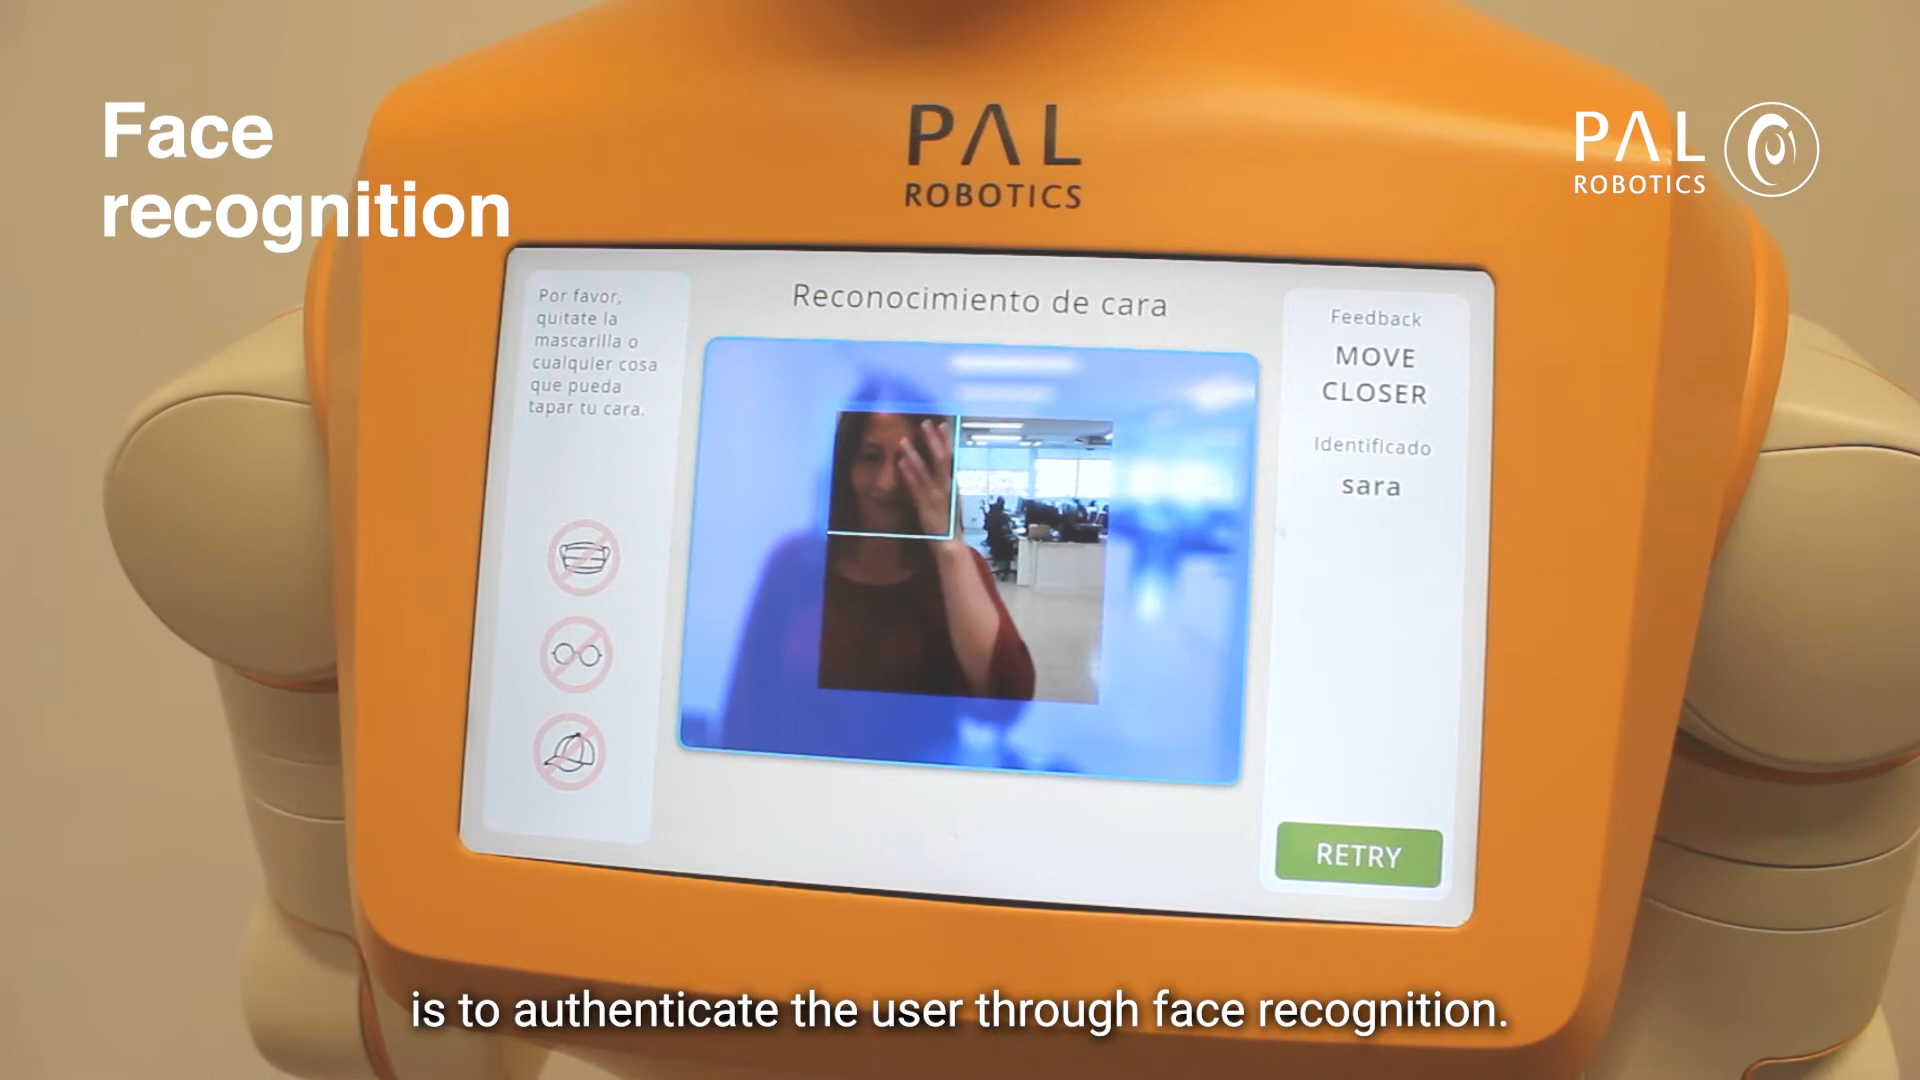 Face
recognition
PAL
ROBOTICS
PAL
ROBOTICS
Por favor,
quitate la
mascarilla o
cualquier cosa
que pueda
tapar tu cara.
Reconocimiento de cara
Feedback
MOVE
CLOSER
Identificado
sara
RETRY
is to authenticate the user through face recognition.